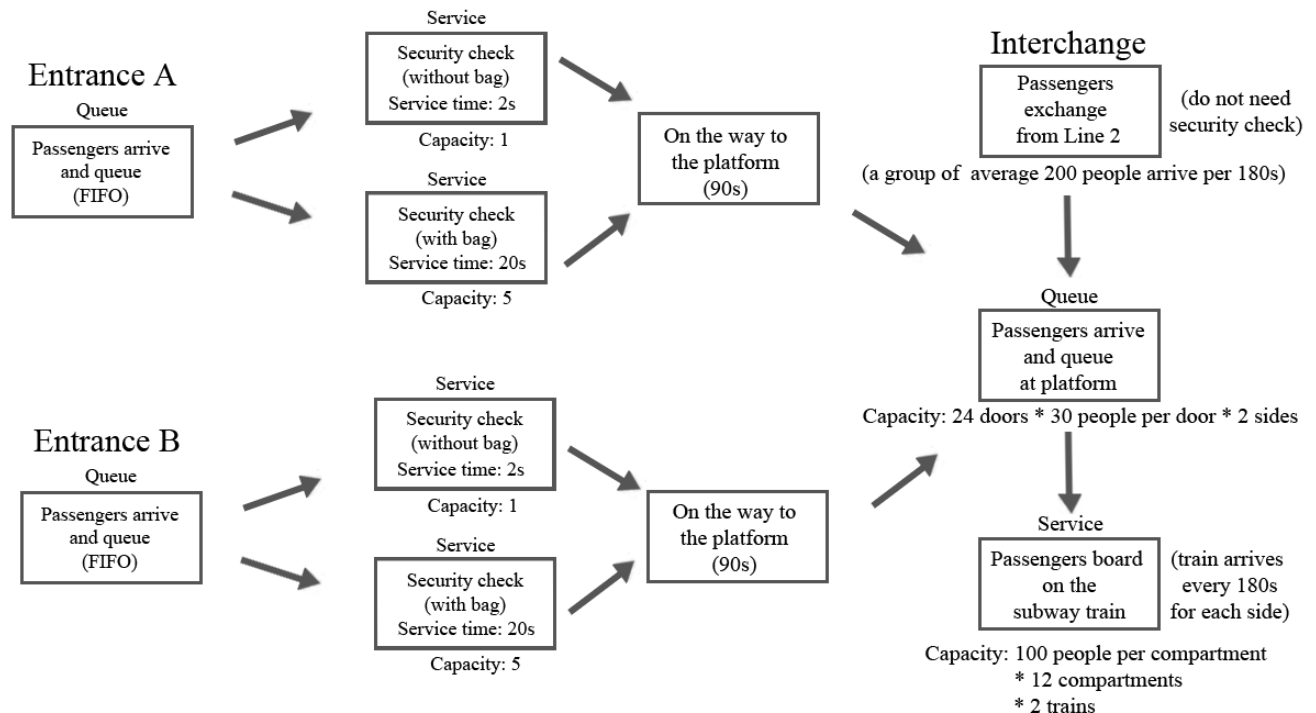 Entrance A
Queue
Passengers arrive
and queue
(FIFO)
Service
Security check
(without bag)
Service time: 2s
Capacity: 1
Service
Security check
(with bag)
Service time: 20s
Capacity: 5
On the way to
the platform
(90s)
Entrance B
Queue
Passengers arrive
and queue
(FIFO)
Service
Security check
(without bag)
Service time: 2s
Capacity: 1
Service
Security check
(with bag)
Service time: 20s
Capacity: 5
On the way to
the platform
(90s)
Interchange
Passengers
exchange
from Line 2
(do not need
security check)
(a group of average 200 people arrive per 180s)
Queue
Passengers arrive
and queue
at platform
Capacity: 24 doors * 30 people per door * 2 sides
Service
Passengers board
on the
subway train
(train arrives
every 180s
for each side)
Capacity: 100 people per compartment
* 12 compartments
* 2 trains